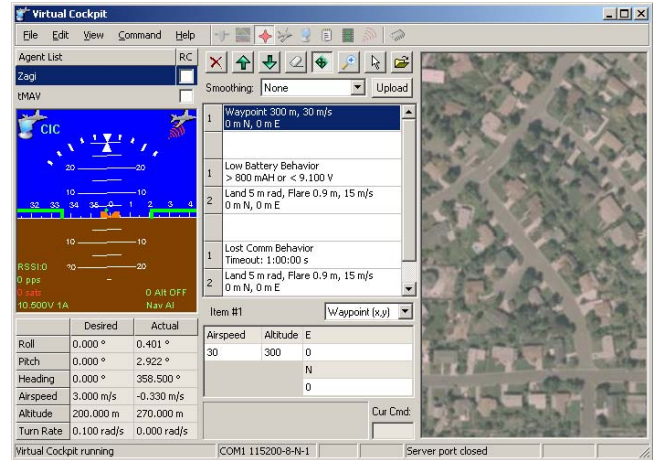 Virtual Cockpit
File Edit View Command Help
Agent List RC
Zagi
tMAV
CIC
20 20
10 10
32 33 34 35 0 1 2 3 4
10 10
20 20
RSSI:0
0 pps
0 sats 0 Alt OFF
10.500V 1A Nav AI
Desired Actual
Roll 0.000 ° 0.401 °
Pitch 0.000 ° 2.922 °
Heading 0.000 ° 358.500 °
Airspeed 3.000 m/s -0.330 m/s
Altitude 200.000 m 270.000 m
Turn Rate 0.100 rad/s 0.000 rad/s
Smoothing: None Upload
1 Waypoint 300 m, 30 m/s
0 m N, 0 m E
1 Low Battery Behavior
> 800 mAH or < 9.100 V
2 Land 5 m rad, Flare 0.9 m, 15 m/s
0 m N, 0 m E
1 Lost Comm Behavior
Timeout: 1:00:00 s
2 Land 5 m rad, Flare 0.9 m, 15 m/s
0 m N, 0 m E
Item #1 Waypoint (x,y)
Airspeed Altitude E
30 300 0
N
0
Cur Cmd:
Virtual Cockpit running COM1 115200-8-N-1 Server port closed